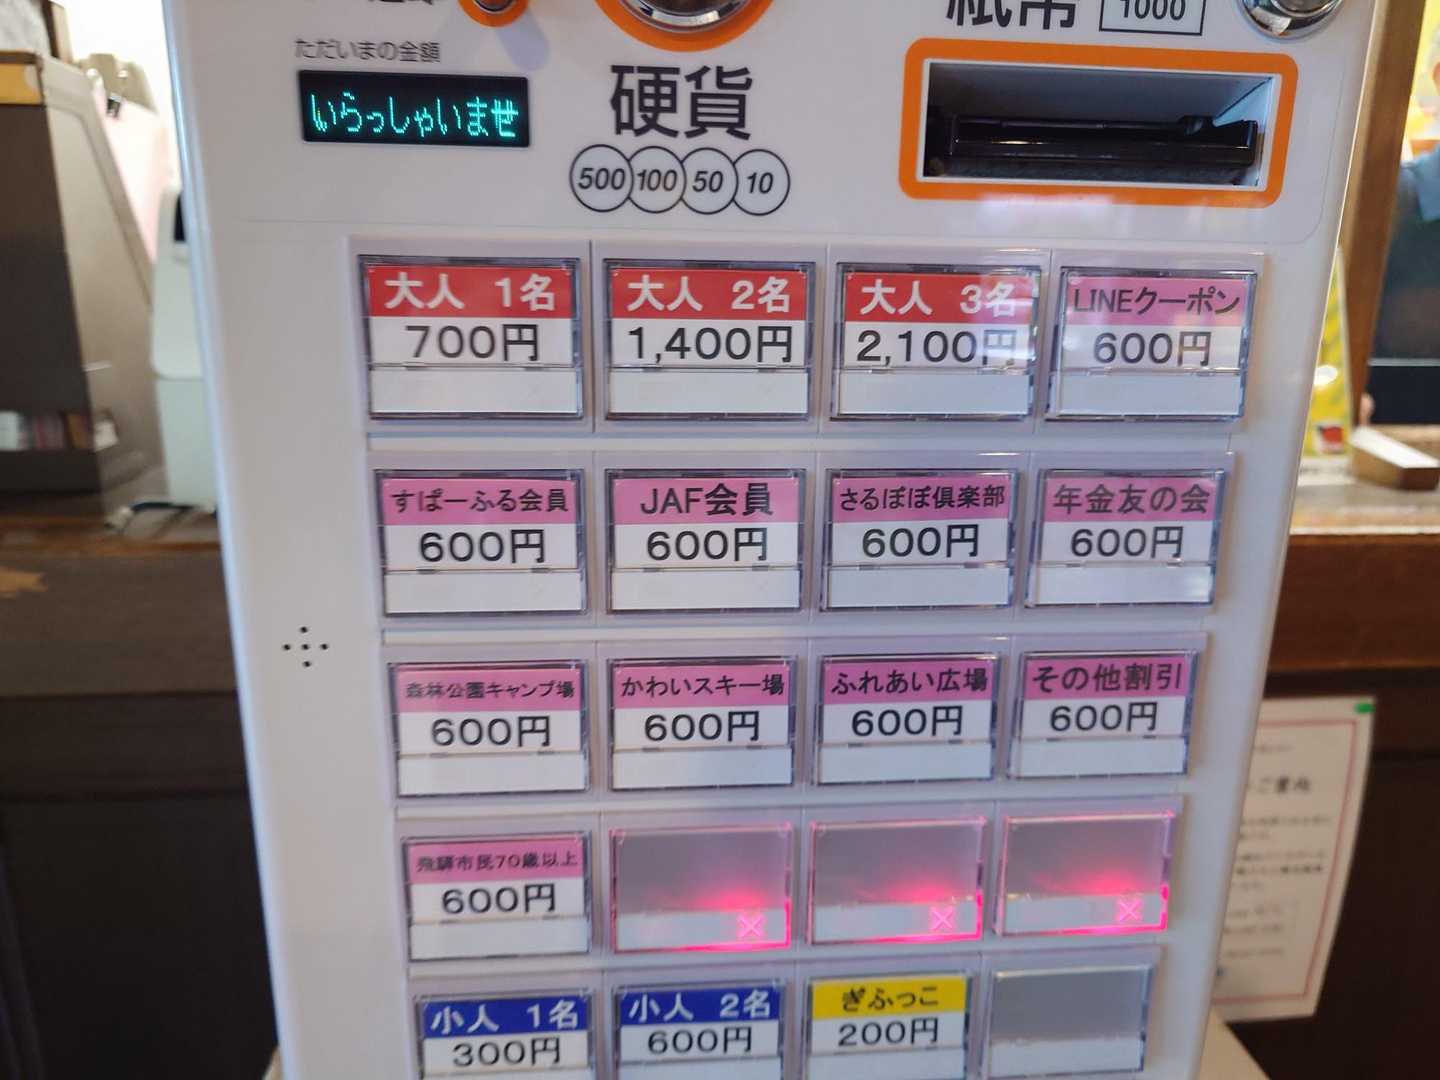 ただいまの金額
いらっしゃいませ
硬貨
500 100 50 10
紙幣
1000
大人 1名
700円
大人 2名
1,400円
大人 3名
2,100円
LINEクーポン
600円
すぱーふる会員
600円
JAF会員
600円
さるぼぼ倶楽部
600円
年金友の会
600円
森林公園キャンプ場
600円
かわいスキー場
600円
ふれあい広場
600円
その他割引
600円
飛騨市民70歳以上
600円
小人 1名
300円
小人 2名
600円
ぎふっこ
200円
ご案内